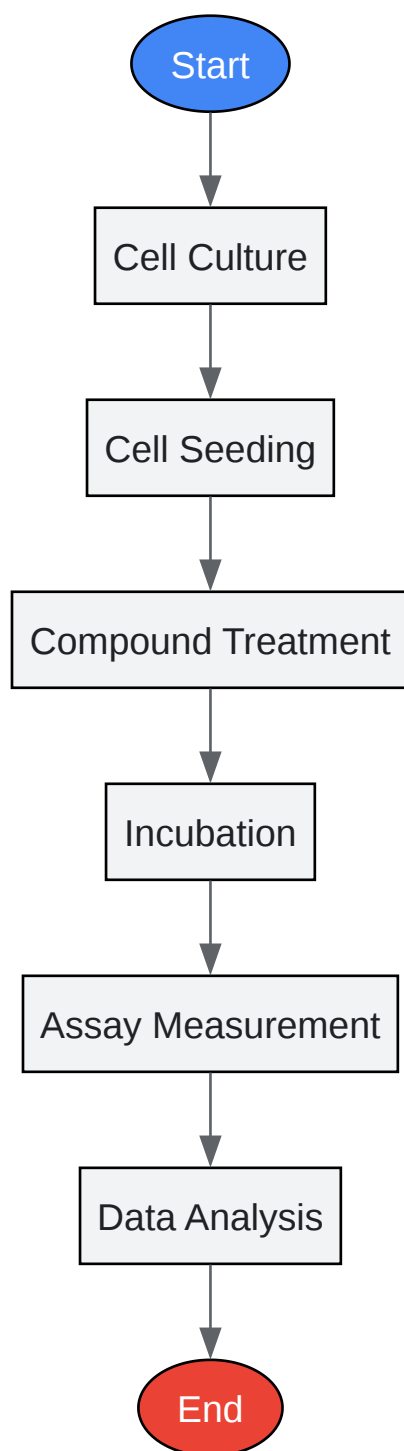 Start
Cell Culture
Cell Seeding
Compound Treatment
Incubation
Assay Measurement
Data Analysis
End